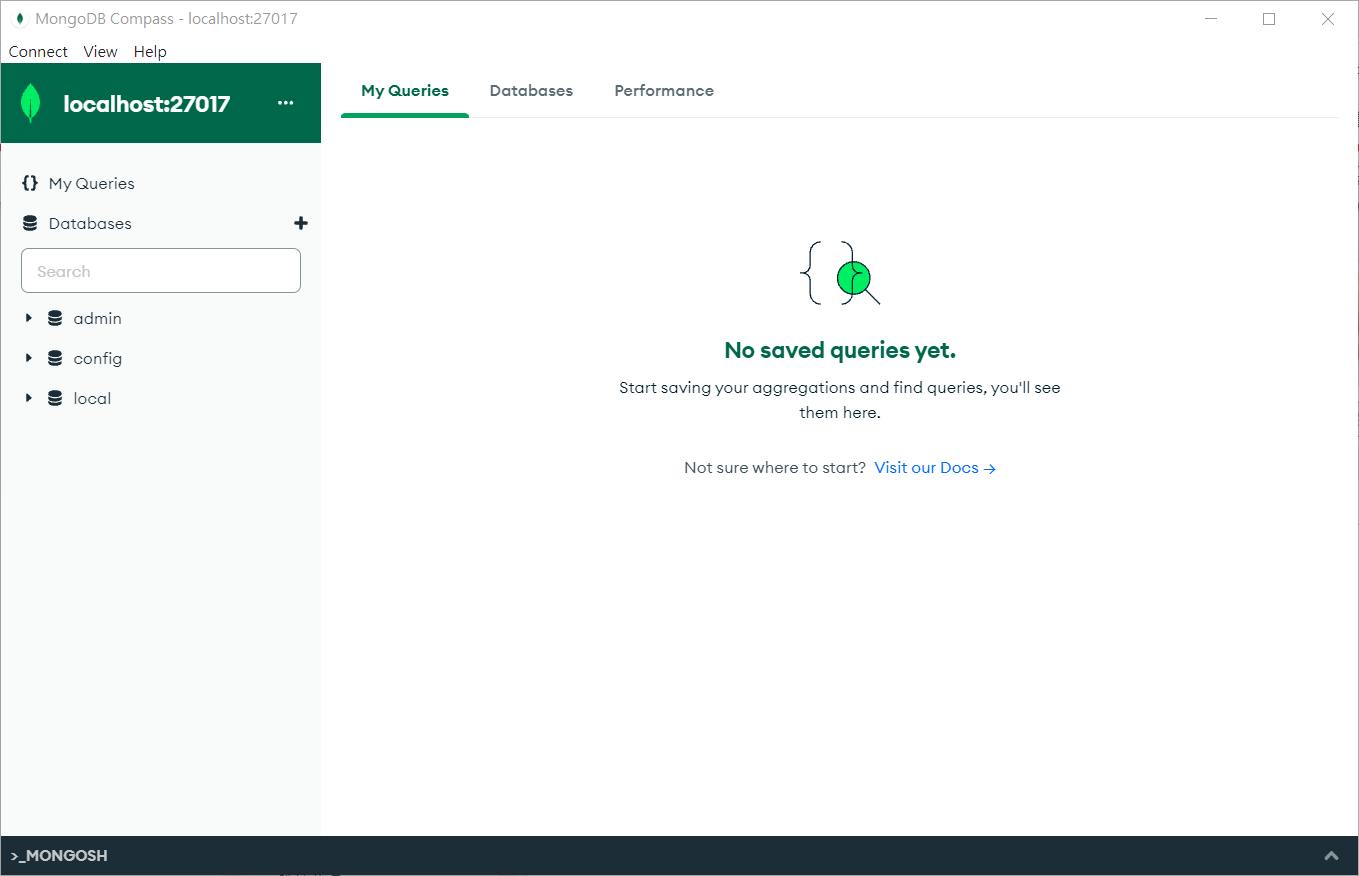 MongoDB Compass - localhost:27017
Connect View Help
localhost:27017 ...
My Queries Databases Performance
{} My Queries
Databases +
Search
admin
config
local
No saved queries yet.
Start saving your aggregations and find queries, you'll see
them here.
Not sure where to start? Visit our Docs →
>_MONGOSH